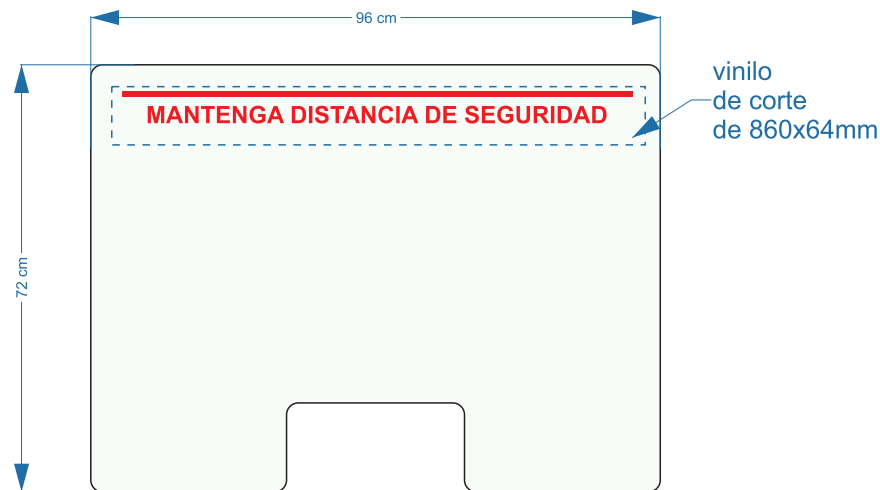 96 cm
MANTENGA DISTANCIA DE SEGURIDAD
vinilo
de corte
de 860x64mm
72 cm